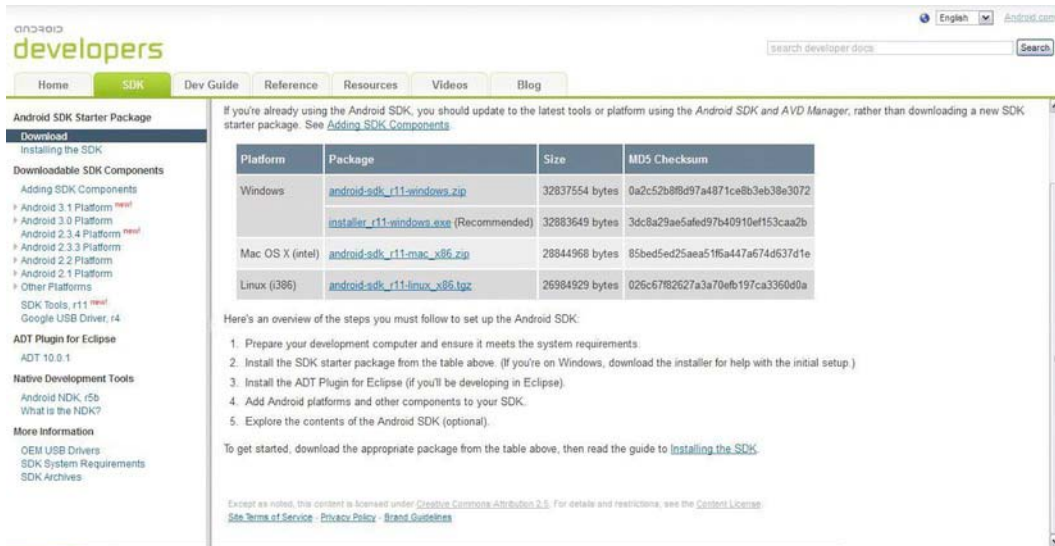 English
Android.com
android
developers
search developer docs
Search
Home
SDK
Dev Guide
Reference
Resources
Videos
Blog
Android SDK Starter Package
Download
Installing the SDK
Downloadable SDK Components
Adding SDK Components
Android 3.1 Platform new!
Android 3.0 Platform
Android 2.3.4 Platform new!
Android 2.3.3 Platform
Android 2.2 Platform
Android 2.1 Platform
Other Platforms
SDK Tools, r11 new!
Google USB Driver, r4
ADT Plugin for Eclipse
ADT 10.0.1
Native Development Tools
Android NDK, r5b
What is the NDK?
More Information
OEM USB Drivers
SDK System Requirements
SDK Archives
If you're already using the Android SDK, you should update to the latest tools or platform using the Android SDK and AVD Manager, rather than downloading a new SDK
starter package. See Adding SDK Components.
Platform Package Size MD5 Checksum
Windows android-sdk_r11-windows.zip 32837554 bytes 0a2c52b8f8d97a4871ce8b3eb38e3072
installer_r11-windows.exe (Recommended) 32883649 bytes 3dc8a29ae5afed97b40910ef153caa2b
Mac OS X (intel) android-sdk_r11-mac_x86.zip 28844968 bytes 85bed5ed25aea51f6a447a674d637d1e
Linux (i386) android-sdk_r11-linux_x86.tgz 26984929 bytes 026c67f82627a3a70efb197ca3360d0a
Here's an overview of the steps you must follow to set up the Android SDK:
1. Prepare your development computer and ensure it meets the system requirements.
2. Install the SDK starter package from the table above. (If you're on Windows, download the installer for help with the initial setup.)
3. Install the ADT Plugin for Eclipse (if you'll be developing in Eclipse).
4. Add Android platforms and other components to your SDK.
5. Explore the contents of the Android SDK (optional).
To get started, download the appropriate package from the table above, then read the guide to Installing the SDK.
Except as noted, this content is licensed under Creative Commons Attribution 2.5. For details and restrictions, see the Content License.
Site Terms of Service - Privacy Policy - Brand Guidelines